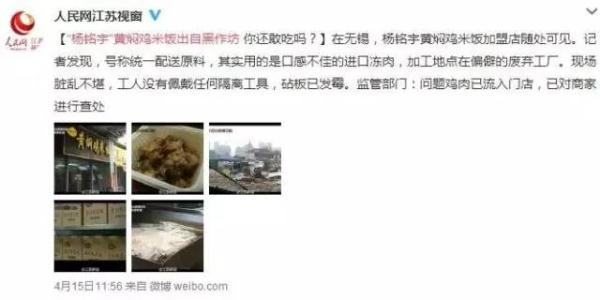 人民网江苏视窗
【“杨铭宇”黄焖鸡米饭出自黑作坊 你还敢吃吗？】在无锡，杨铭宇黄焖鸡米饭加盟店随处可见。记
者发现，号称统一配送原料，其实用的是口感不佳的进口冻肉，加工地点在偏僻的废弃工厂。现场
脏乱不堪，工人没有佩戴任何隔离工具，砧板已发霉。监管部门：问题鸡肉已流入门店，已对商家
进行查处
人民网
4月15日11:56 来自 微博 weibo.com